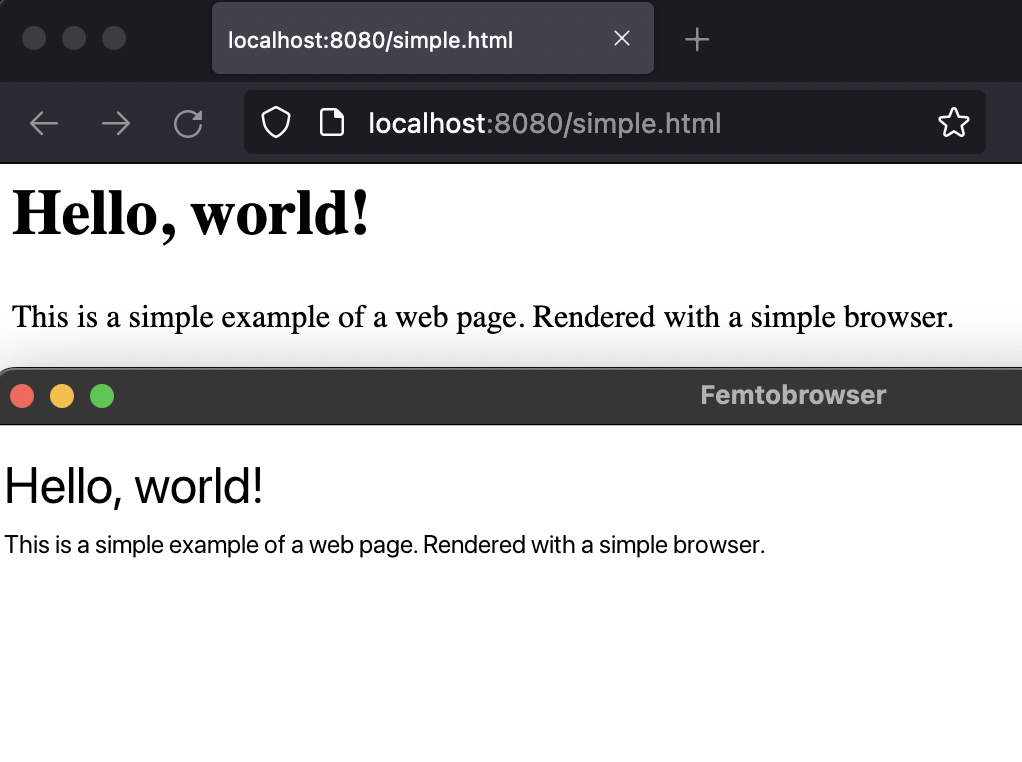 localhost:8080/simple.html
localhost:8080/simple.html
Hello, world!
This is a simple example of a web page. Rendered with a simple browser.
Femtobrowser
Hello, world!
This is a simple example of a web page. Rendered with a simple browser.